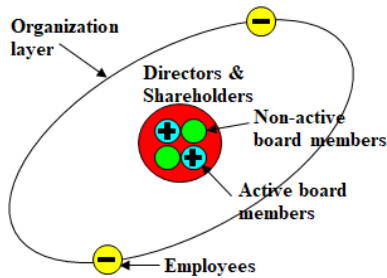 Organization
layer
Directors &
Shareholders
Non-active
board members
Active board
members
Employees